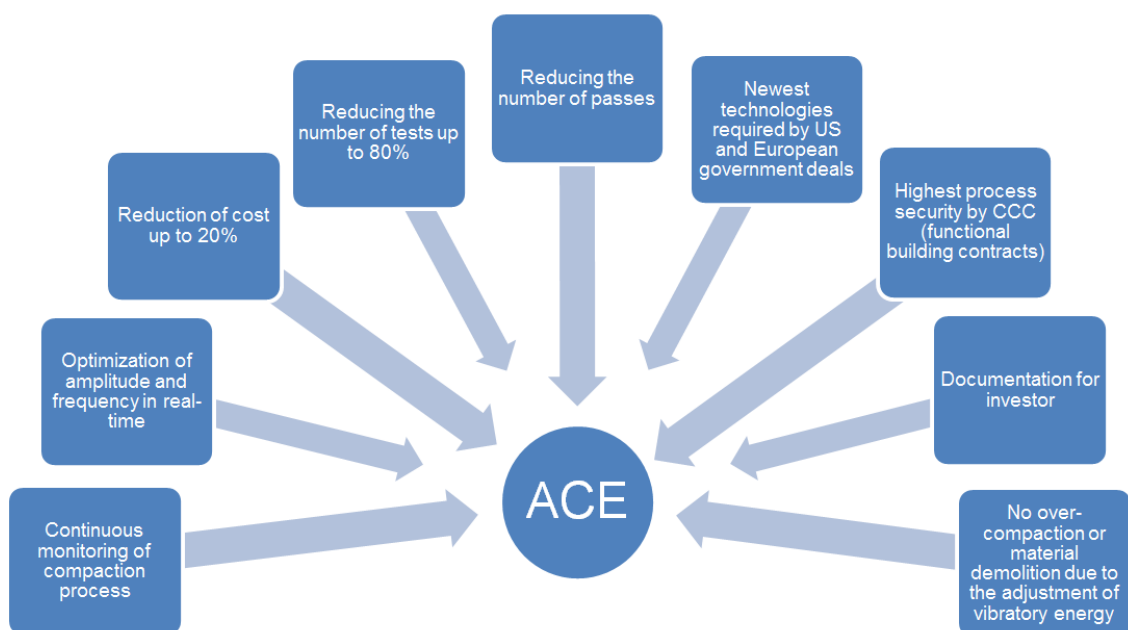 Reducing the
number of passes
Reducing the
number of tests up
to 80%
Newest
technologies
required by US
and European
government deals
Reduction of cost
up to 20%
Highest process
security by CCC
(functional
building contracts)
Optimization of
amplitude and
frequency in real-
time
Documentation for
investor
Continuous
monitoring of
compaction
process
ACE
No over-
compaction or
material
demolition due to
the adjustment of
vibratory energy